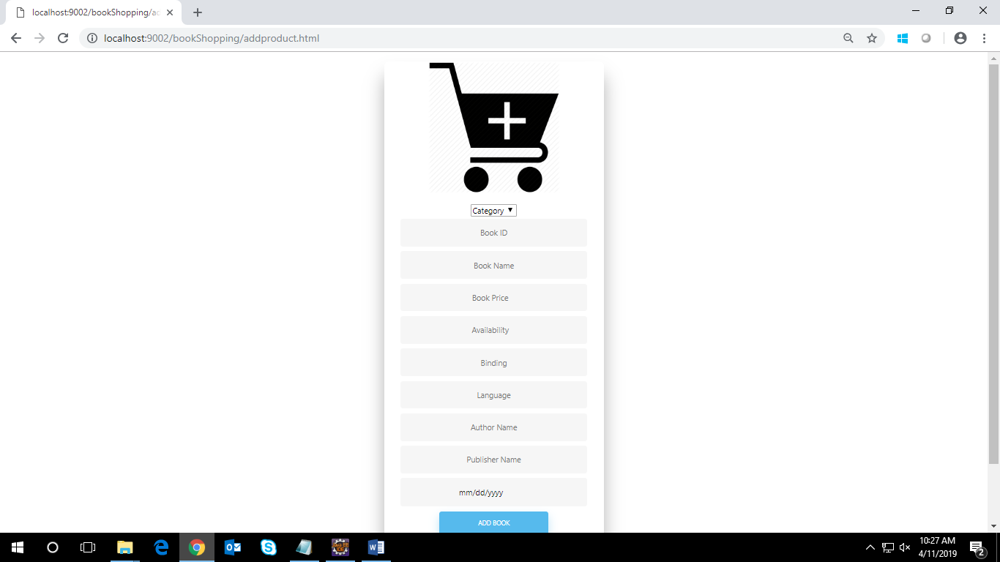 localhost:9002/bookShopping/ad
localhost:9002/bookShopping/addproduct.html
Category
Book ID
Book Name
Book Price
Availability
Binding
Language
Author Name
Publisher Name
mm/dd/yyyy
ADD BOOK
10:27 AM
4/11/2019
2